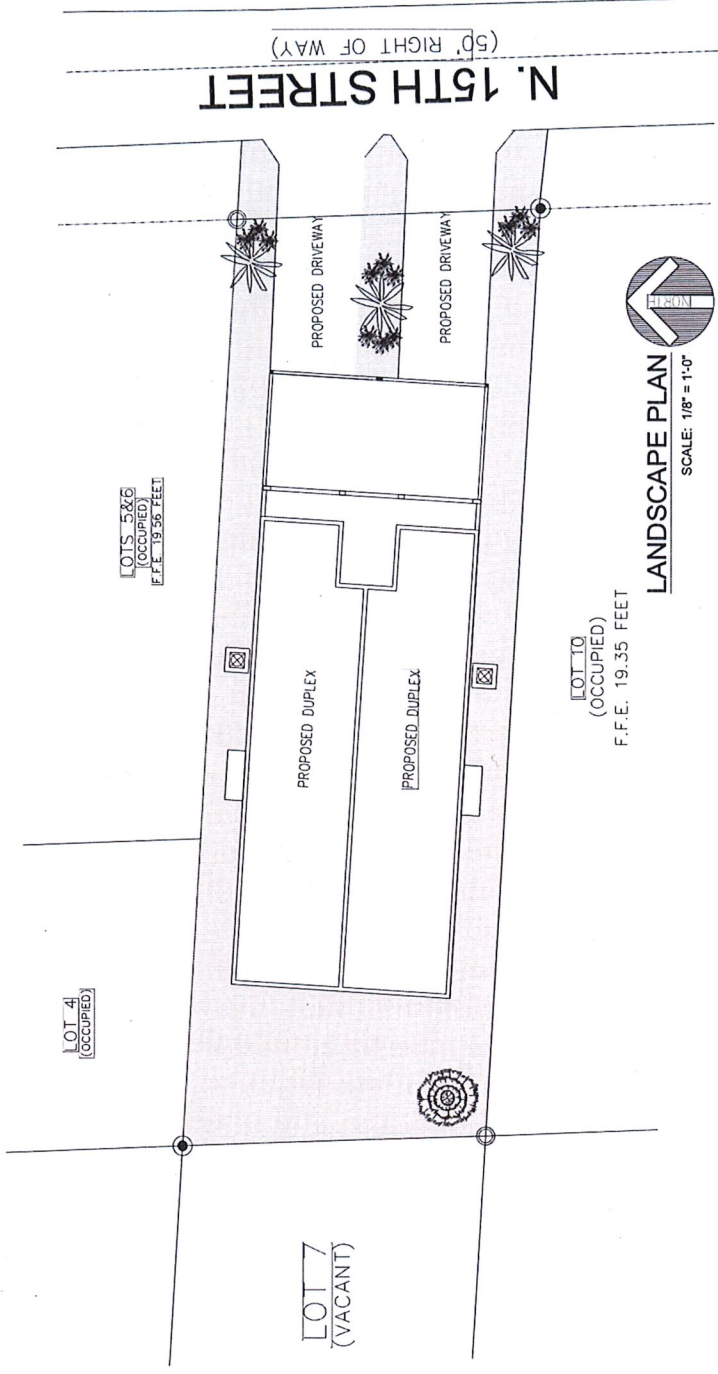 (50' RIGHT OF WAY)
N. 15TH STREET
PROPOSED DRIVEWAY
PROPOSED DRIVEWAY
NORTH
LANDSCAPE PLAN
SCALE: 1/8" = 1'-0"
LOTS 5&6
(OCCUPIED)
F.F.E. 19.56 FEET
PROPOSED DUPLEX
PROPOSED DUPLEX
LOT 10
(OCCUPIED)
F.F.E. 19.35 FEET
LOT 4
(OCCUPIED)
LOT 7
(VACANT)